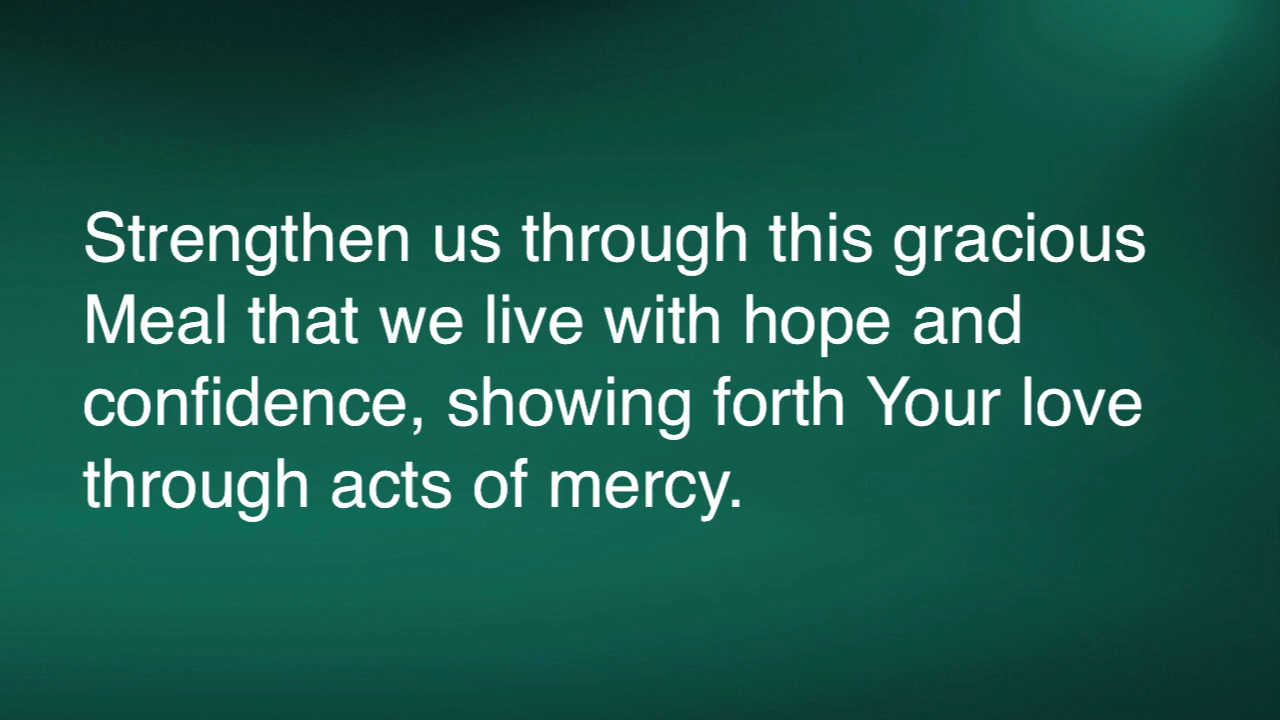 Strengthen us through this gracious
Meal that we live with hope and
confidence, showing forth Your love
through acts of mercy.